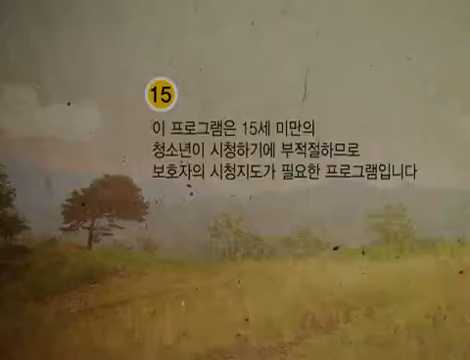 15
이 프로그램은 15세 미만의
청소년이 시청하기에 부적절하므로
보호자의 시청지도가 필요한 프로그램입니다